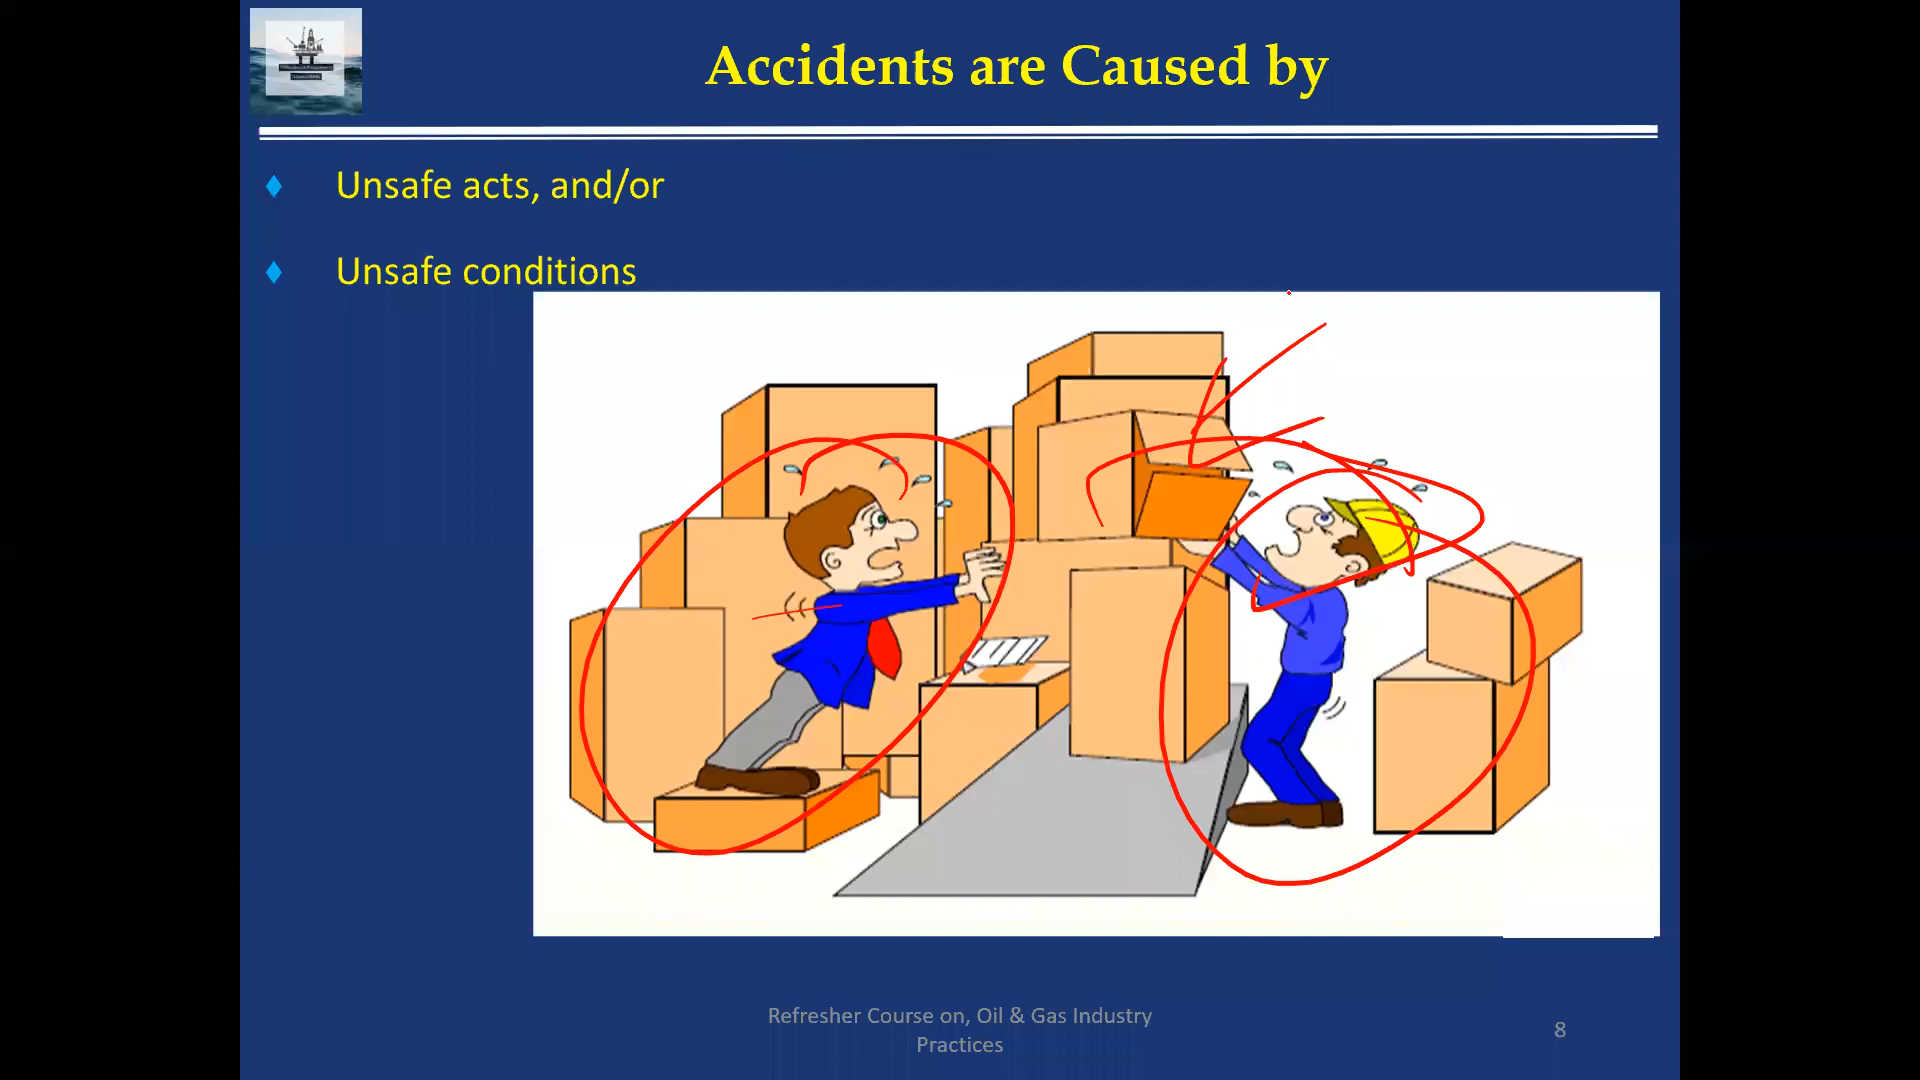 Accidents are Caused by
Unsafe acts, and/or
Unsafe conditions
Refresher Course on, Oil & Gas Industry
Practices
8